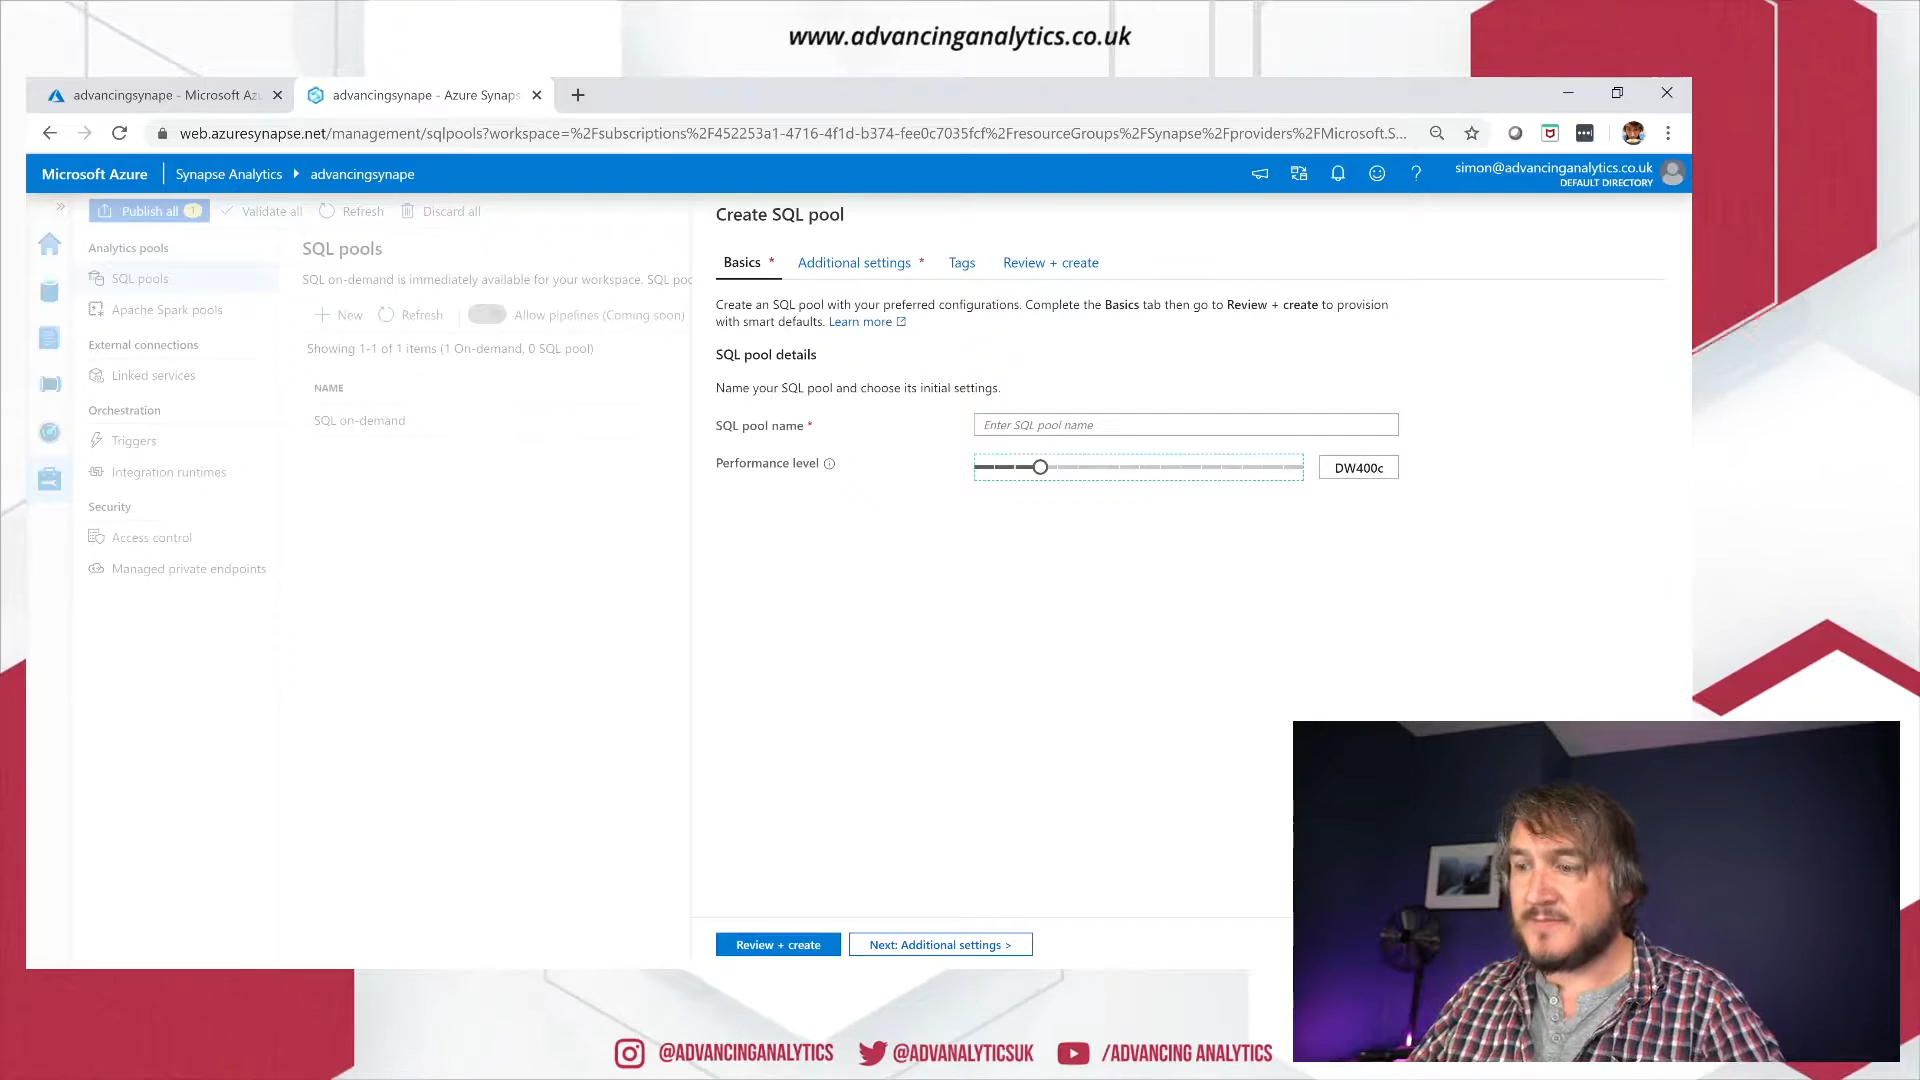 www.advancinganalytics.co.uk
advancingsynape - Microsoft Azu
advancingsynape - Azure Synaps
web.azuresynapse.net/management/sqlpools?workspace=%2Fsubscriptions%2F452253a1-4716-4f1d-b374-fee0c7035fcf%2FresourceGroups%2FSynapse%2Fproviders%2FMicrosoft.S...
Microsoft Azure
Synapse Analytics
advancingsynape
simon@advancinganalytics.co.uk
DEFAULT DIRECTORY
Publish all 1
Validate all
Refresh
Discard all
Analytics pools
SQL pools
Apache Spark pools
External connections
Linked services
Orchestration
Triggers
Integration runtimes
Security
Access control
Managed private endpoints
SQL pools
SQL on-demand is immediately available for your workspace. SQL poo
New
Refresh
Allow pipelines (Coming soon)
Showing 1-1 of 1 items (1 On-demand, 0 SQL pool)
NAME
SQL on-demand
Create SQL pool
Basics *
Additional settings *
Tags
Review + create
Create an SQL pool with your preferred configurations. Complete the Basics tab then go to Review + create to provision
with smart defaults. Learn more
SQL pool details
Name your SQL pool and choose its initial settings.
SQL pool name *
Enter SQL pool name
Performance level
DW400c
Review + create
Next: Additional settings >
@ADVANCINGANALYTICS
@ADVANALYTICSUK
/ADVANCING ANALYTICS